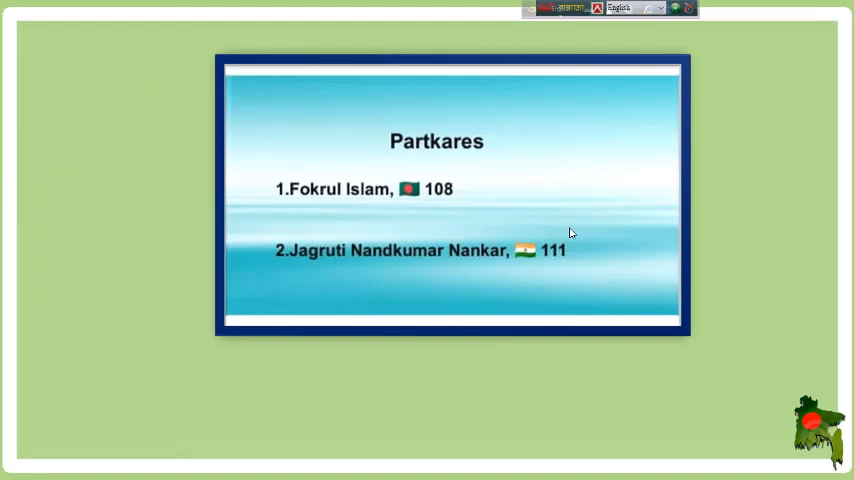 English
Partkares
1.Fokrul Islam, 🇧🇩 108
2.Jagruti Nandkumar Nankar, 🇮🇳 111